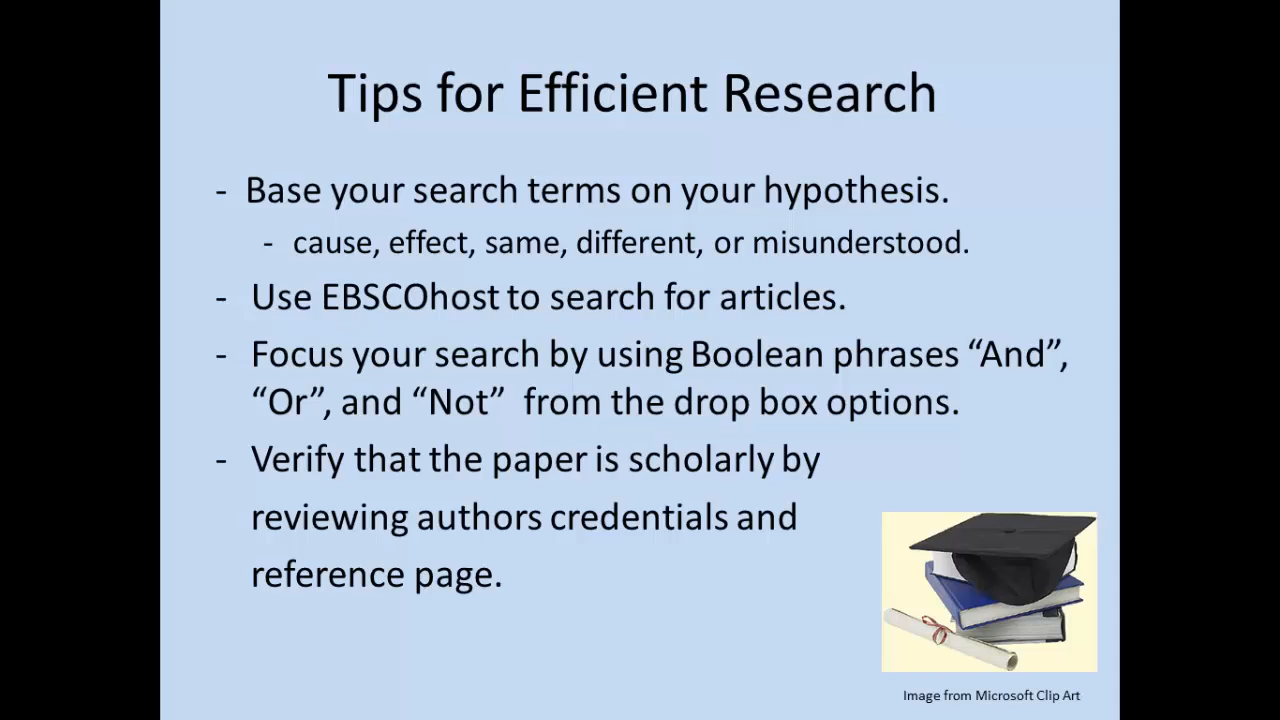 Tips for Efficient Research
- Base your search terms on your hypothesis.
- cause, effect, same, different, or misunderstood.
- Use EBSCOhost to search for articles.
- Focus your search by using Boolean phrases “And”,
“Or”, and “Not” from the drop box options.
- Verify that the paper is scholarly by
reviewing authors credentials and
reference page.
Image from Microsoft Clip Art